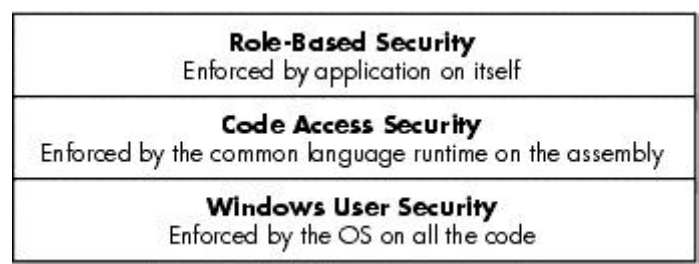 Role-Based Security
Enforced by application on itself
Code Access Security
Enforced by the common language runtime on the assembly
Windows User Security
Enforced by the OS on all the code